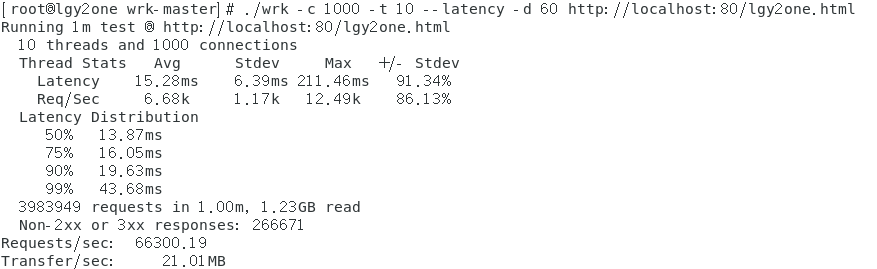 [root@lgy2one wrk-master]# ./wrk -c 1000 -t 10 --latency -d 60 http://localhost:80/lgy2one.html
Running 1m test @ http://localhost:80/lgy2one.html
  10 threads and 1000 connections
  Thread Stats   Avg      Stdev     Max   +/- Stdev
    Latency    15.28ms    6.39ms 211.46ms   91.34%
    Req/Sec     6.68k     1.17k   12.49k    86.13%
  Latency Distribution
     50%   13.87ms
     75%   16.05ms
     90%   19.63ms
     99%   43.68ms
  3983949 requests in 1.00m, 1.23GB read
  Non-2xx or 3xx responses: 266671
Requests/sec:  66300.19
Transfer/sec:     21.01MB